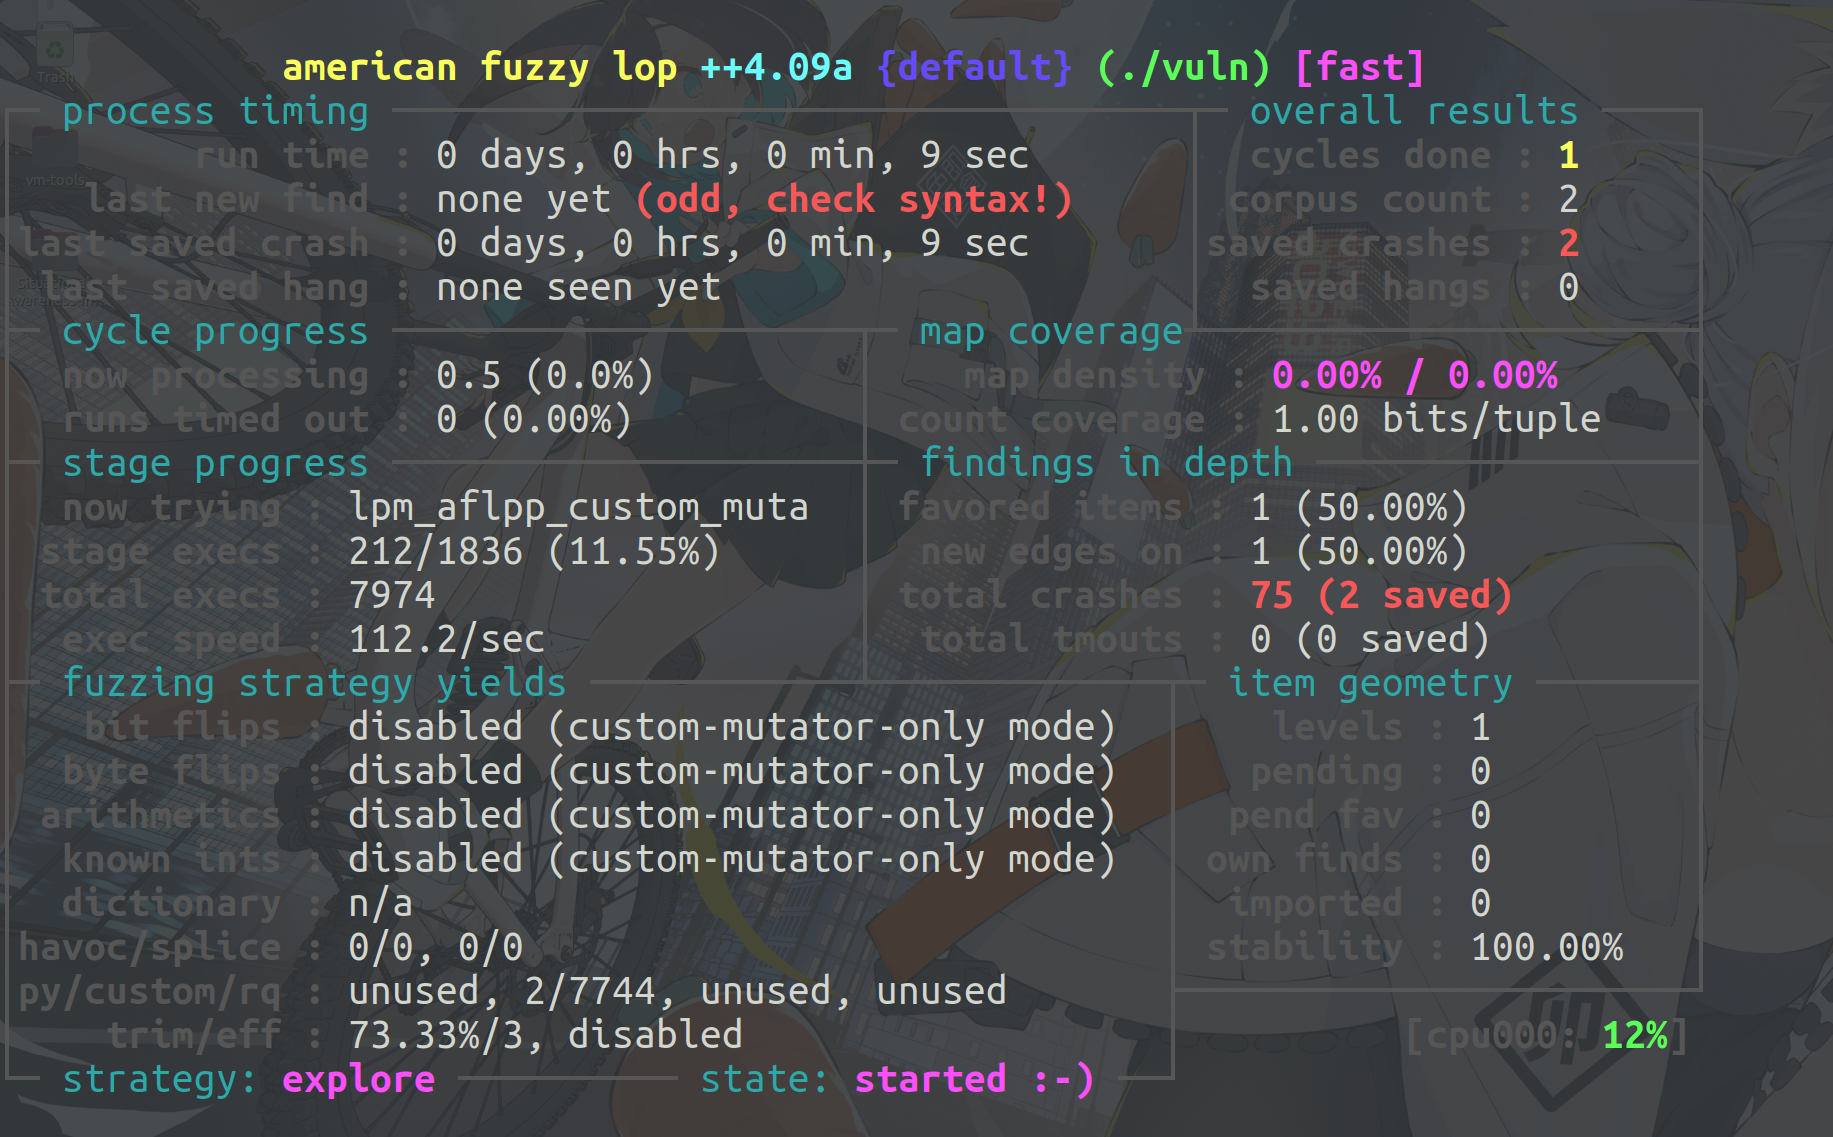 Trash
american fuzzy lop ++4.09a {default} (./vuln) [fast]
process timing
overall results
run time : 0 days, 0 hrs, 0 min, 9 sec
cycles done : 1
vm-tools
last new find : none yet (odd, check syntax!)
corpus count : 2
last saved crash : 0 days, 0 hrs, 0 min, 9 sec
saved crashes : 2
last saved hang : none seen yet
saved hangs : 0
cycle progress
map coverage
now processing : 0.5 (0.0%)
map density : 0.00% / 0.00%
runs timed out : 0 (0.00%)
count coverage : 1.00 bits/tuple
stage progress
findings in depth
now trying : lpm_aflpp_custom_muta
favored items : 1 (50.00%)
stage execs : 212/1836 (11.55%)
new edges on : 1 (50.00%)
total execs : 7974
total crashes : 75 (2 saved)
exec speed : 112.2/sec
total tmouts : 0 (0 saved)
fuzzing strategy yields
item geometry
bit flips : disabled (custom-mutator-only mode)
levels : 1
byte flips : disabled (custom-mutator-only mode)
pending : 0
arithmetics : disabled (custom-mutator-only mode)
pend fav : 0
known ints : disabled (custom-mutator-only mode)
own finds : 0
dictionary : n/a
imported : 0
havoc/splice : 0/0, 0/0
stability : 100.00%
py/custom/rq : unused, 2/7744, unused, unused
trim/eff : 73.33%/3, disabled
[cpu000: 12%]
strategy: explore
state: started :-)